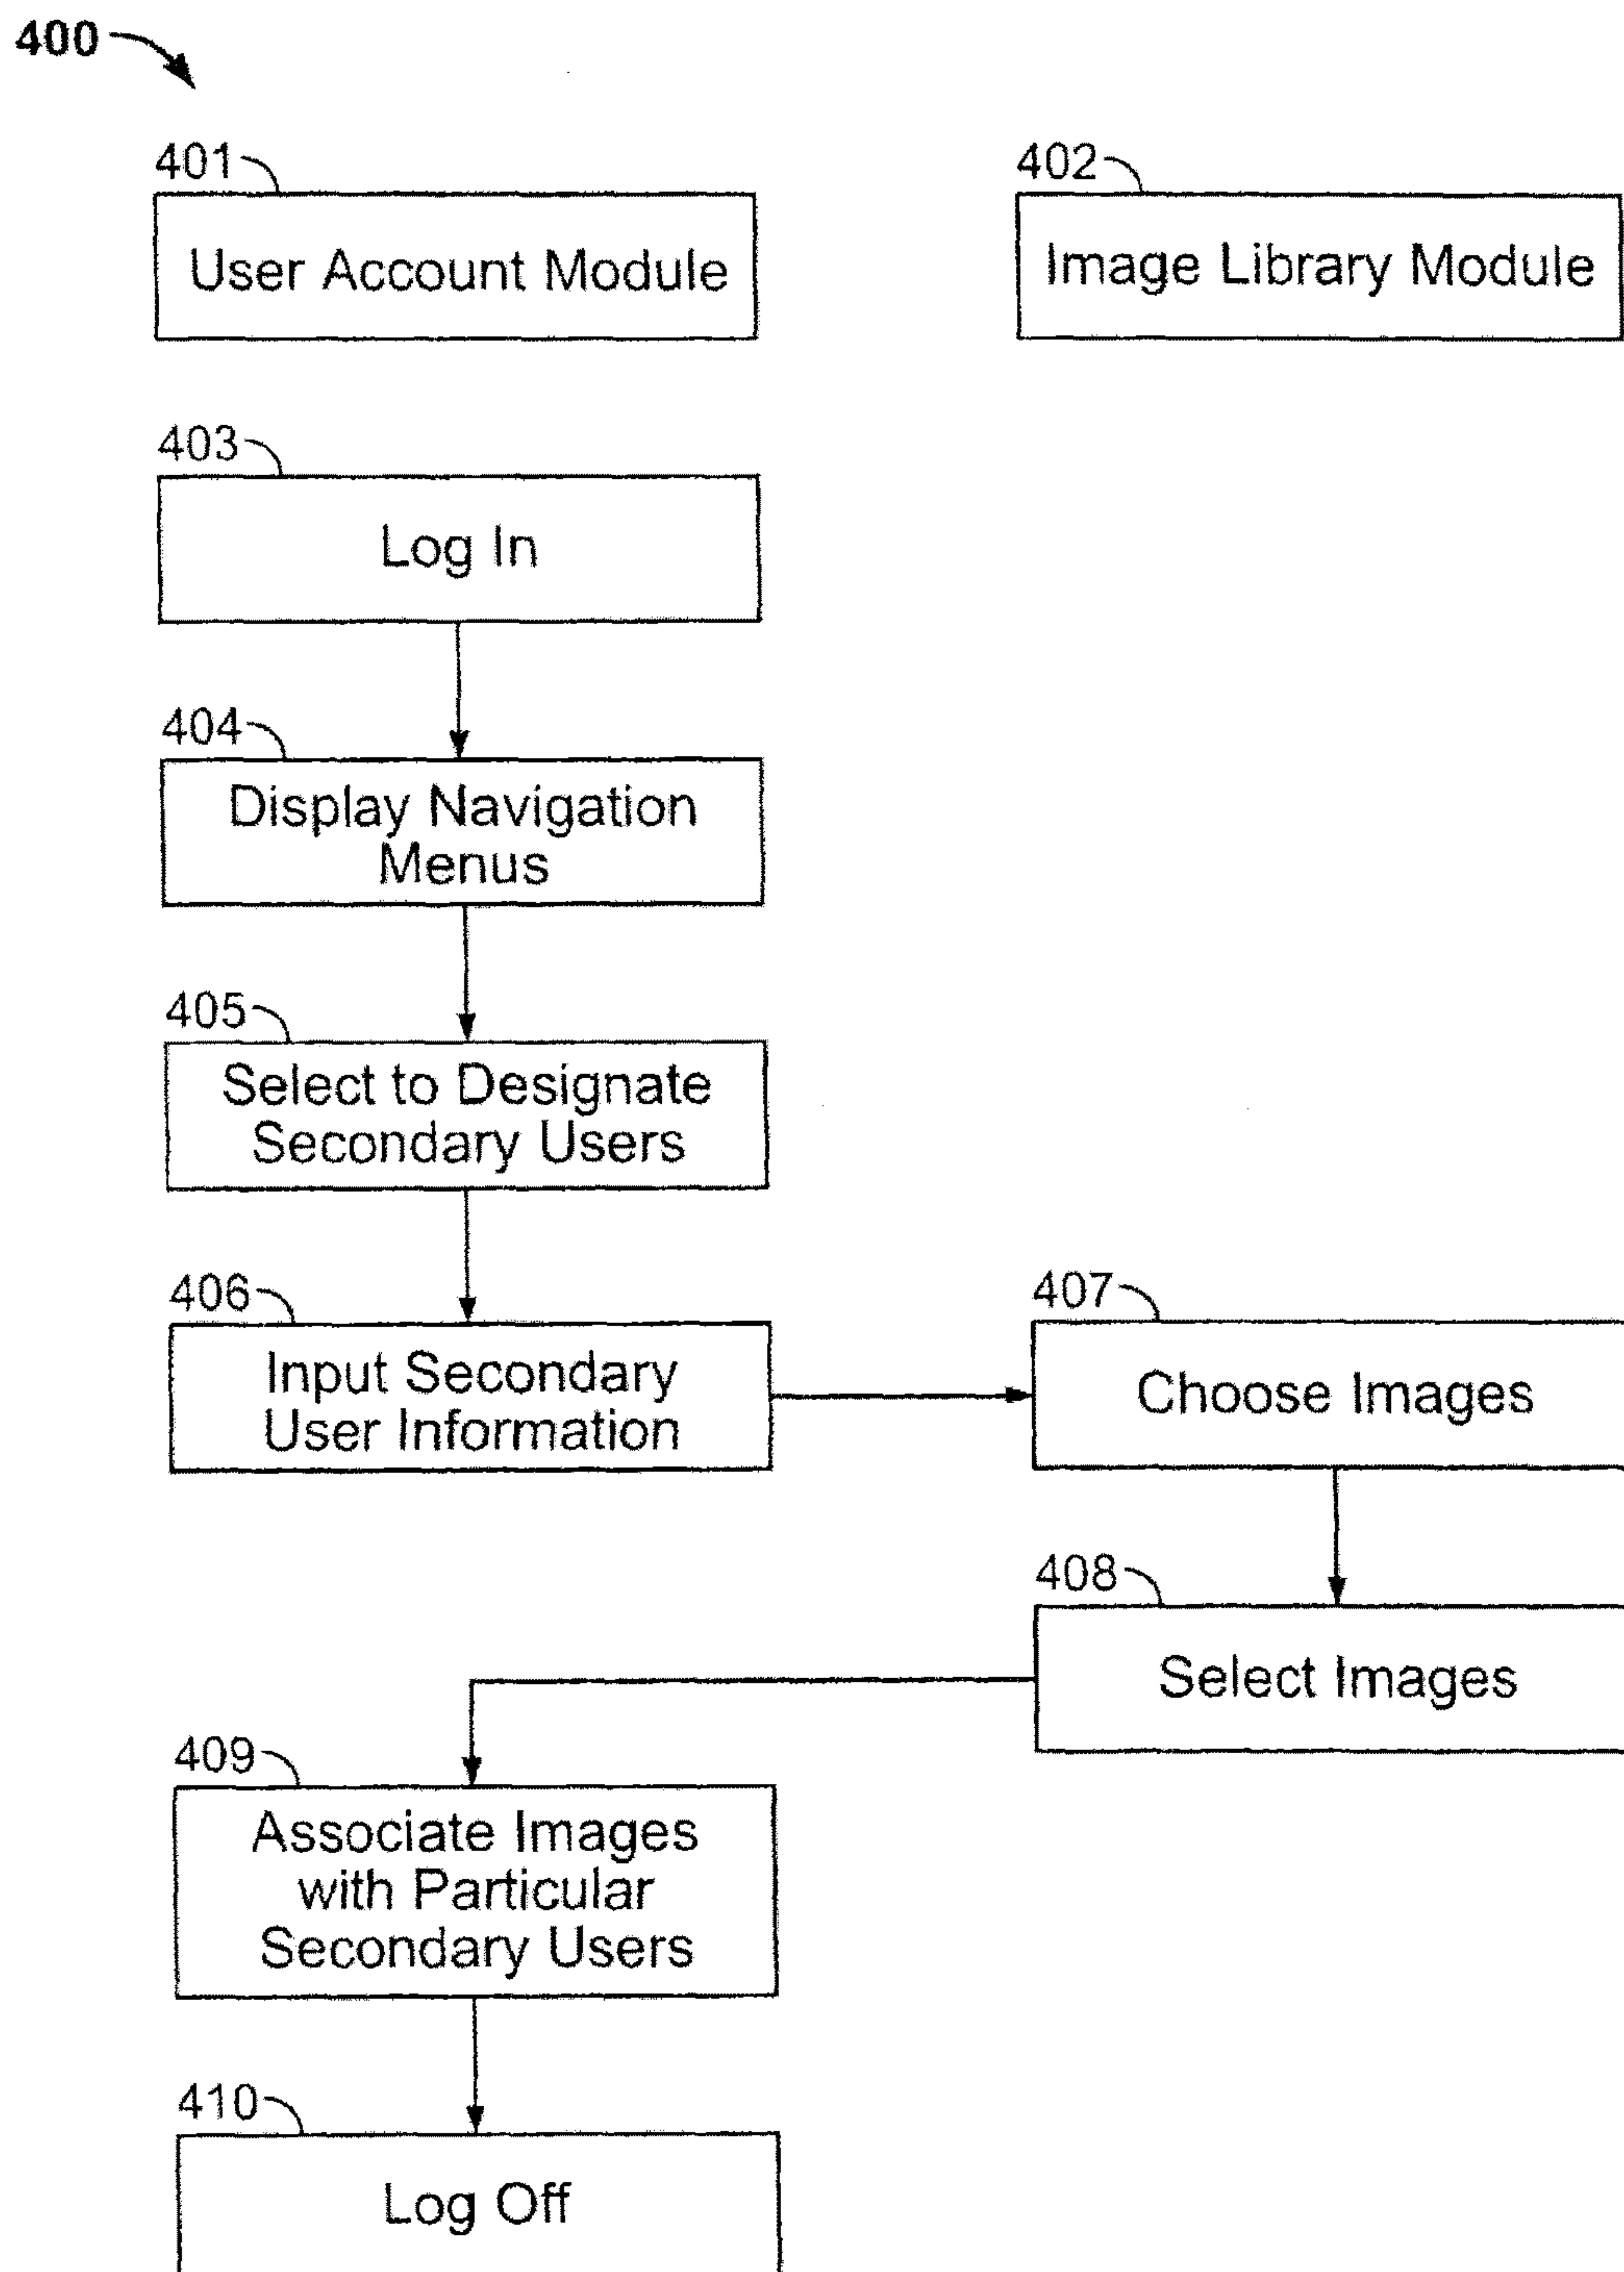 400
401
User Account Module
402
Image Library Module
403
Log In
404
Display Navigation
Menus
405
Select to Designate
Secondary Users
406
Input Secondary
User Information
407
Choose Images
408
Select Images
409
Associate Images
with Particular
Secondary Users
410
Log Off